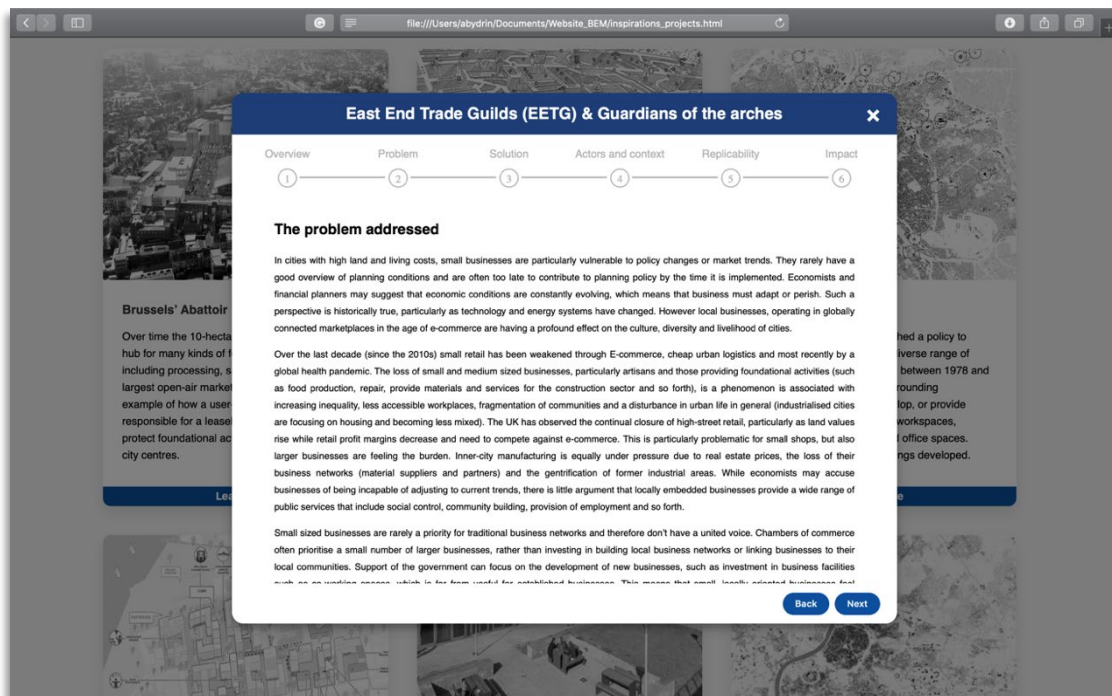 file:///Users/abydrin/Documents/Website_BEM/inspirations_projects.html
East End Trade Guilds (EETG) & Guardians of the arches
Overview Problem Solution Actors and context Replicability Impact
1 2 3 4 5 6
The problem addressed
In cities with high land and living costs, small businesses are particularly vulnerable to policy changes or market trends. They rarely have a
good overview of planning conditions and are often too late to contribute to planning policy by the time it is implemented. Economists and
financial planners may suggest that economic conditions are constantly evolving, which means that business must adapt or perish. Such a
perspective is historically true, particularly as technology and energy systems have changed. However local businesses, operating in globally
connected marketplaces in the age of e-commerce are having a profound effect on the culture, diversity and livelihood of cities.
Over the last decade (since the 2010s) small retail has been weakened through E-commerce, cheap urban logistics and most recently by a
global health pandemic. The loss of small and medium sized businesses, particularly artisans and those providing foundational activities (such
as food production, repair, provide materials and services for the construction sector and so forth), is a phenomenon is associated with
increasing inequality, less accessible workplaces, fragmentation of communities and a disturbance in urban life in general (industrialised cities
are focusing on housing and becoming less mixed). The UK has observed the continual closure of high-street retail, particularly as land values
rise while retail profit margins decrease and need to compete against e-commerce. This is particularly problematic for small shops, but also
larger businesses are feeling the burden. Inner-city manufacturing is equally under pressure due to real estate prices, the loss of their
business networks (material suppliers and partners) and the gentrification of former industrial areas. While economists may accuse
businesses of being incapable of adjusting to current trends, there is little argument that locally embedded businesses provide a wide range of
public services that include social control, community building, provision of employment and so forth.
Small sized businesses are rarely a priority for traditional business networks and therefore don't have a united voice. Chambers of commerce
often prioritise a small number of larger businesses, rather than investing in building local business networks or linking businesses to their
local communities. Support of the government can focus on the development of new businesses, such as investment in business facilities
such as co-working spaces, which is far from useful for established businesses. This means that small, locally oriented businesses feel
Back Next
Brussels' Abattoir
Over time the 10-hecta
hub for many kinds of f
including processing, s
largest open-air market
example of how a user-
responsible for a lease
protect foundational ac
city centres.
Lea
hed a policy to
iverse range of
between 1978 and
rounding
lop, or provide
workspaces,
l office spaces.
ngs developed.
e